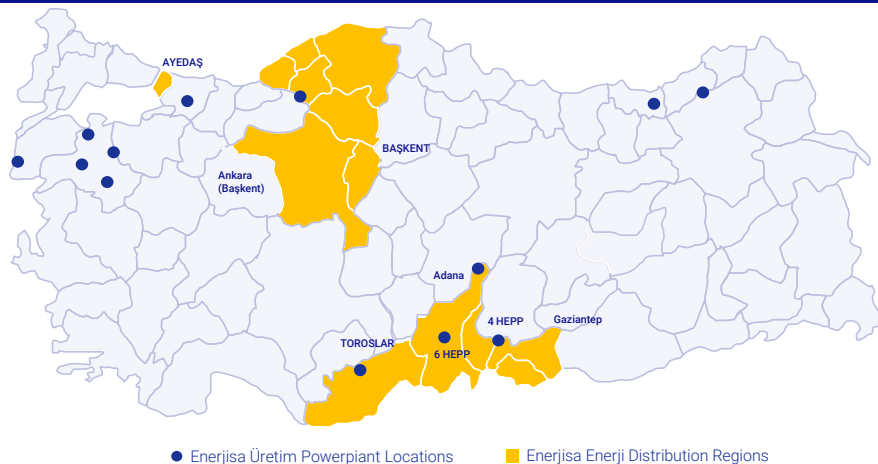 AYEDAŞ
BAŞKENT
Ankara
(Başkent)
Adana
4 HEPP
Gaziantep
TOROSLAR
6 HEPP
Enerjisa Üretim Powerpiant Locations
Enerjisa Enerji Distribution Regions